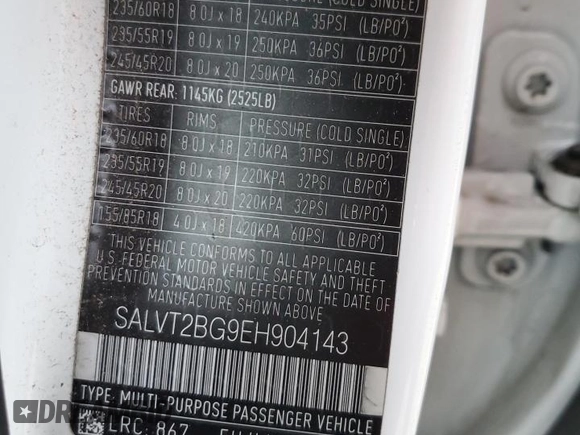 235/60R18 8.0J x 18 240KPA 35PSI (LB/PO²)
235/55R19 8.0J x 19 250KPA 36PSI (LB/PO²)
245/45R20 8.0J x 20 250KPA 36PSI (LB/PO²)
GAWR REAR: 1145KG (2525LB)
TIRES RIMS PRESSURE (COLD SINGLE)
235/60R18 8.0J x 18 210KPA 31PSI (LB/PO²)
235/55R19 8.0J x 19 220KPA 32PSI (LB/PO²)
245/45R20 8.0J x 20 220KPA 32PSI (LB/PO²)
155/85R18 4.0J x 18 420KPA 60PSI (LB/PO²)
THIS VEHICLE CONFORMS TO ALL APPLICABLE
U.S. FEDERAL MOTOR VEHICLE SAFETY AND THEFT
PREVENTION STANDARDS IN EFFECT ON THE DATE OF
MANUFACTURE SHOWN ABOVE.
SALVT2BG9EH904143
TYPE: MULTI-PURPOSE PASSENGER VEHICLE
LRC: 867